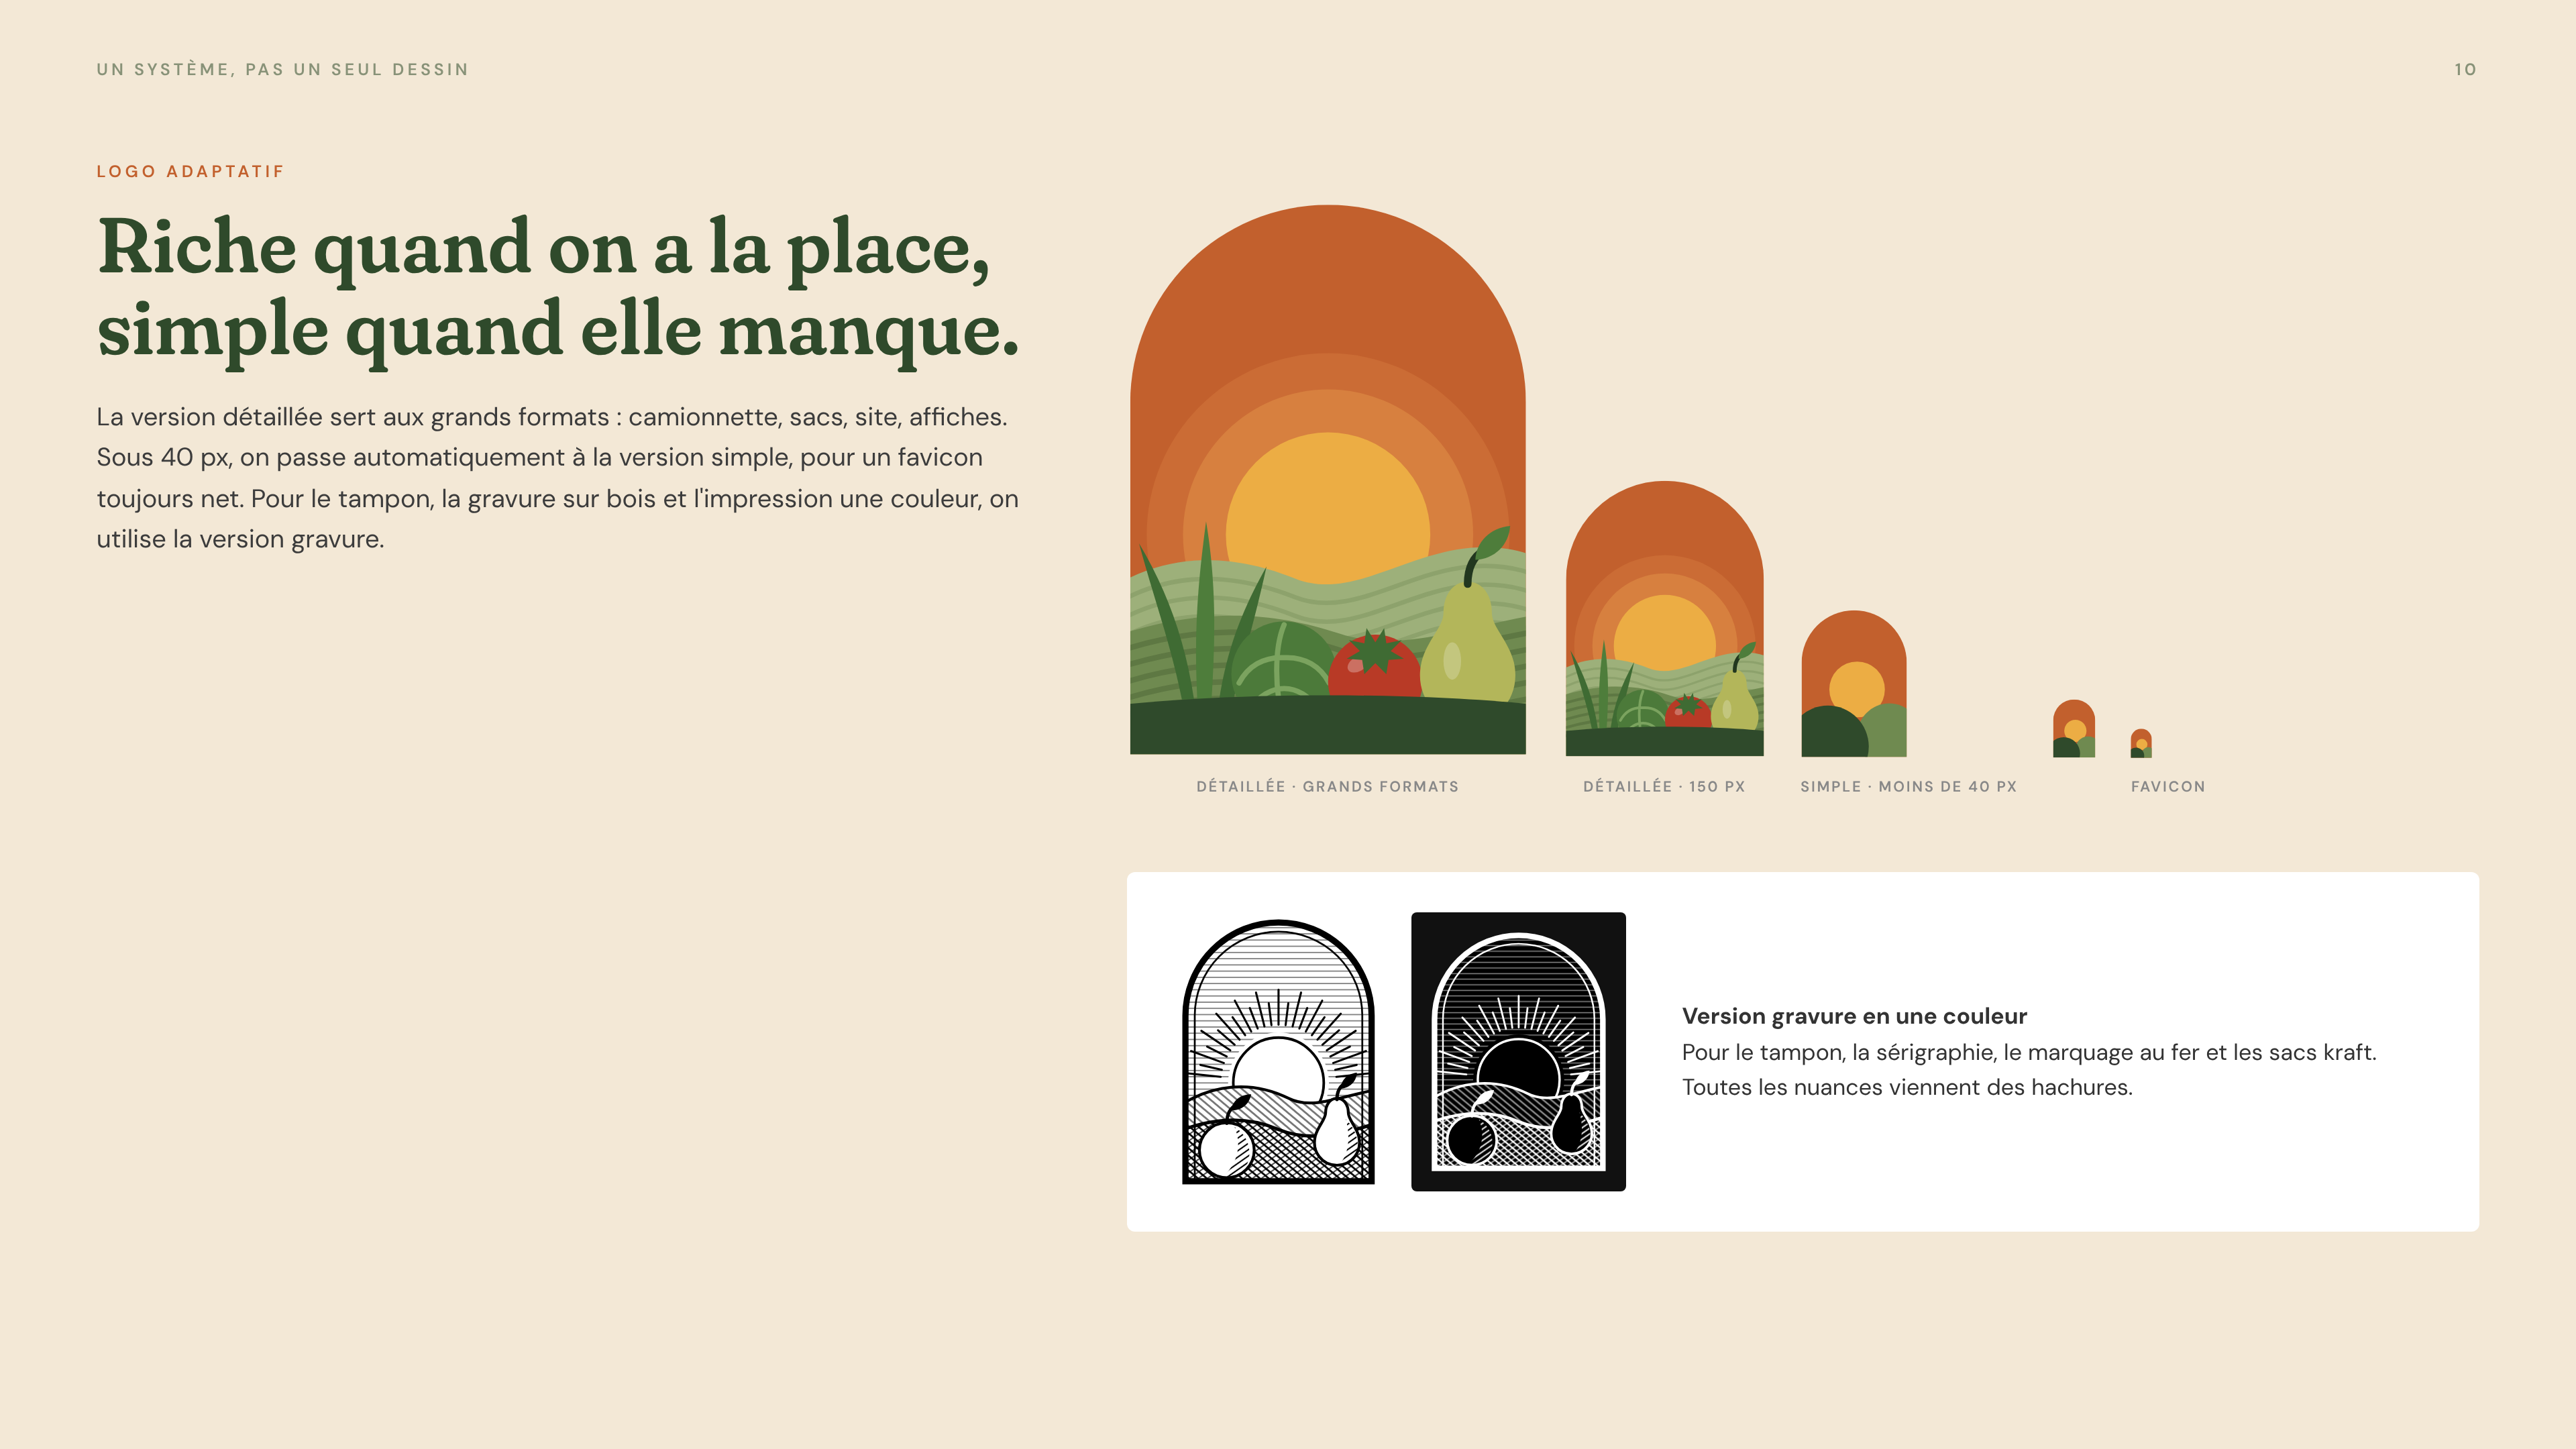 UN SYSTÈME, PAS UN SEUL DESSIN
10
LOGO ADAPTATIF
Riche quand on a la place,
simple quand elle manque.
La version détaillée sert aux grands formats : camionnette, sacs, site, affiches.
Sous 40 px, on passe automatiquement à la version simple, pour un favicon
toujours net. Pour le tampon, la gravure sur bois et l'impression une couleur, on
utilise la version gravure.
DÉTAILLÉE · GRANDS FORMATS
DÉTAILLÉE · 150 PX
SIMPLE · MOINS DE 40 PX
FAVICON
Version gravure en une couleur
Pour le tampon, la sérigraphie, le marquage au fer et les sacs kraft.
Toutes les nuances viennent des hachures.